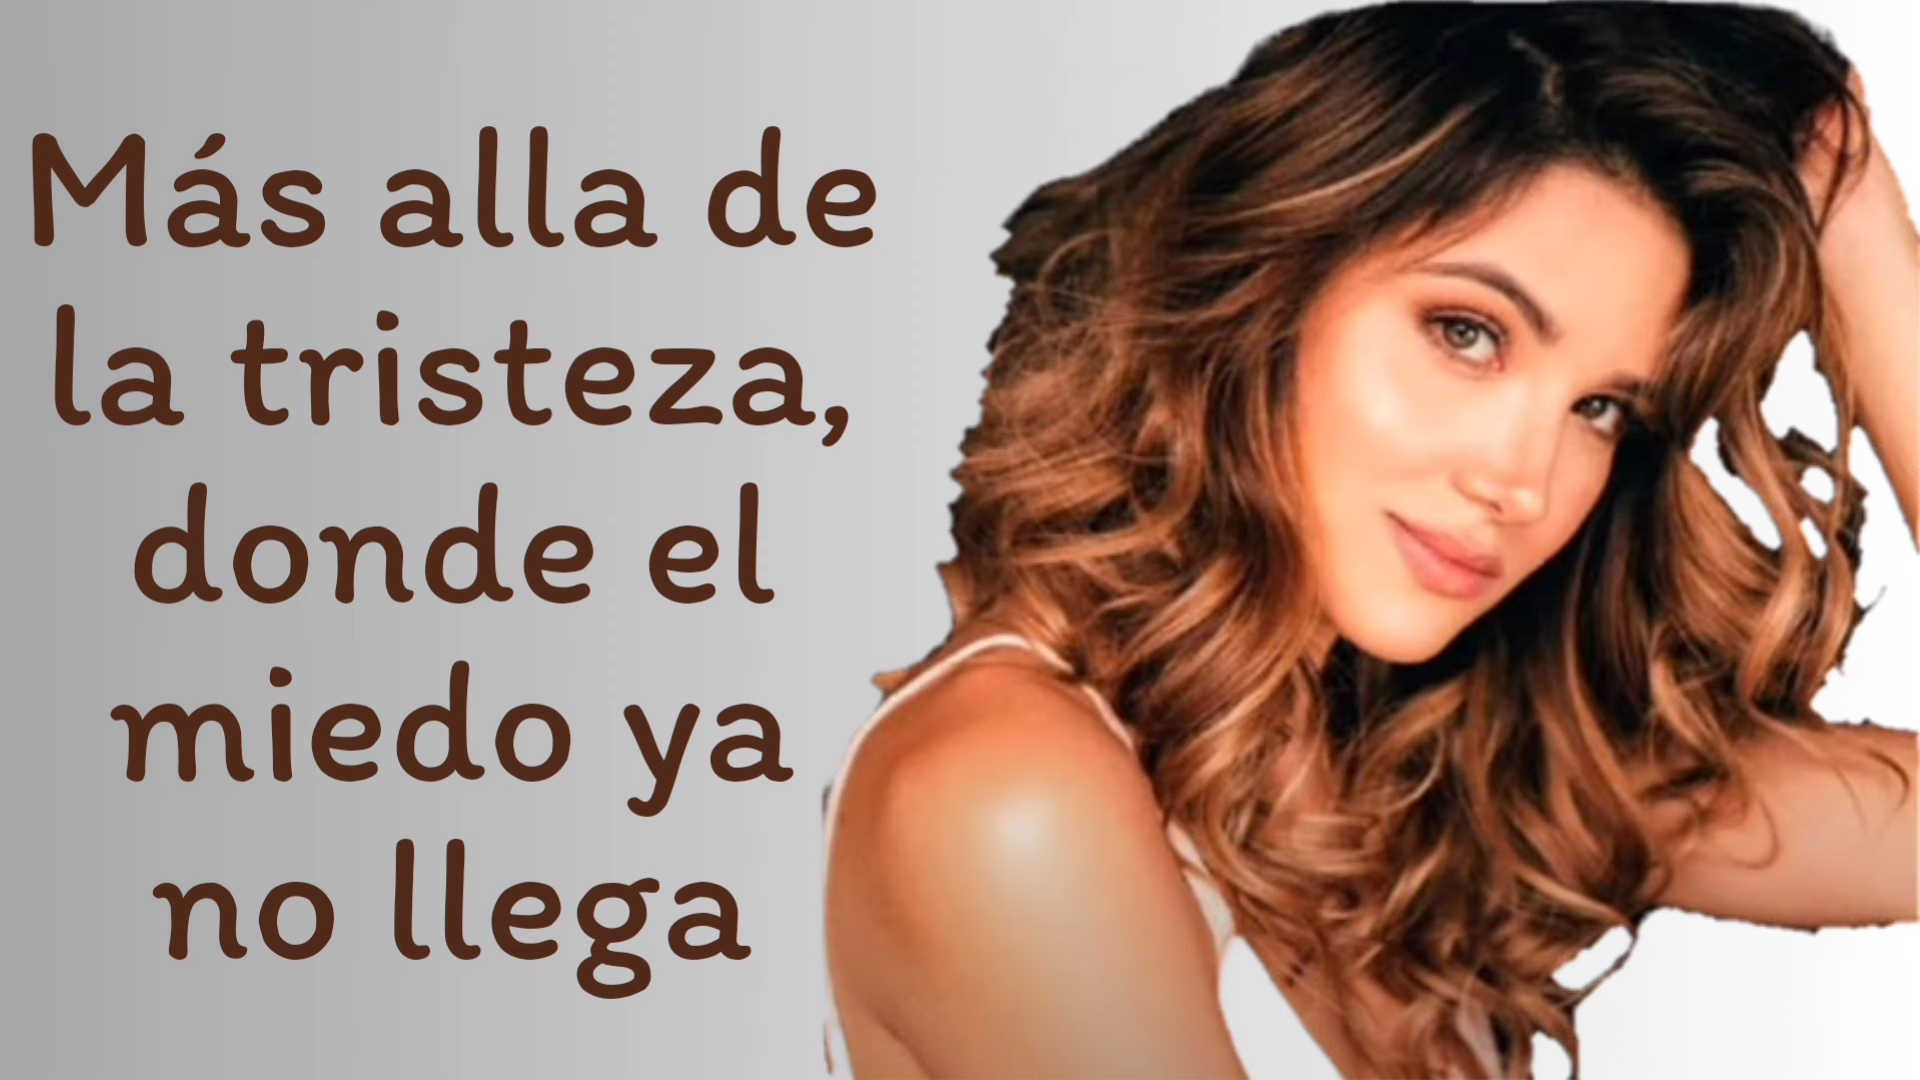 Más alla de
la tristeza,
donde el
miedo ya
no llega